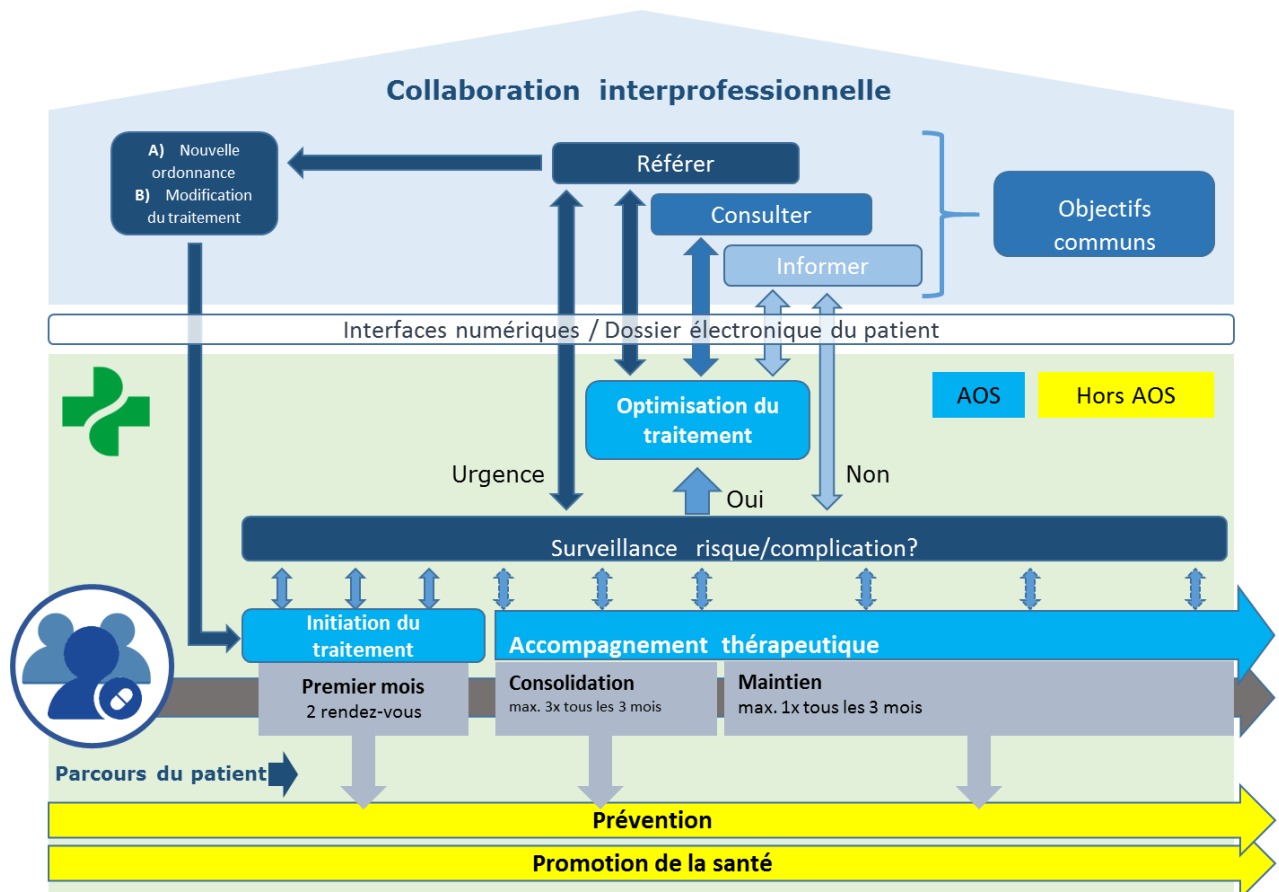 Collaboration interprofessionnelle
A) Nouvelle
ordonnance
B) Modification
du traitement
Référer
Consulter
Informer
Objectifs
communs
Interfaces numériques / Dossier électronique du patient
AOS
Hors AOS
Optimisation du
traitement
Urgence
Oui
Non
Surveillance risque/complication?
Initiation du
traitement
Accompagnement thérapeutique
Premier mois
2 rendez-vous
Consolidation
max. 3x tous les 3 mois
Maintien
max. 1x tous les 3 mois
Parcours du patient
Prévention
Promotion de la santé